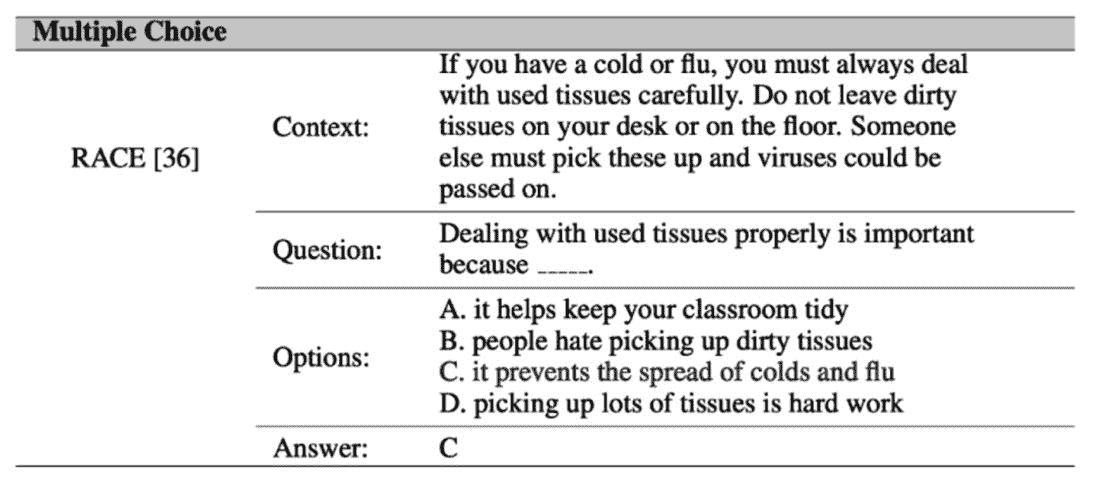 Multiple Choice
RACE [36]
Context:
If you have a cold or flu, you must always deal
with used tissues carefully. Do not leave dirty
tissues on your desk or on the floor. Someone
else must pick these up and viruses could be
passed on.
Question:
Dealing with used tissues properly is important
because _____.
Options:
A. it helps keep your classroom tidy
B. people hate picking up dirty tissues
C. it prevents the spread of colds and flu
D. picking up lots of tissues is hard work
Answer:
C